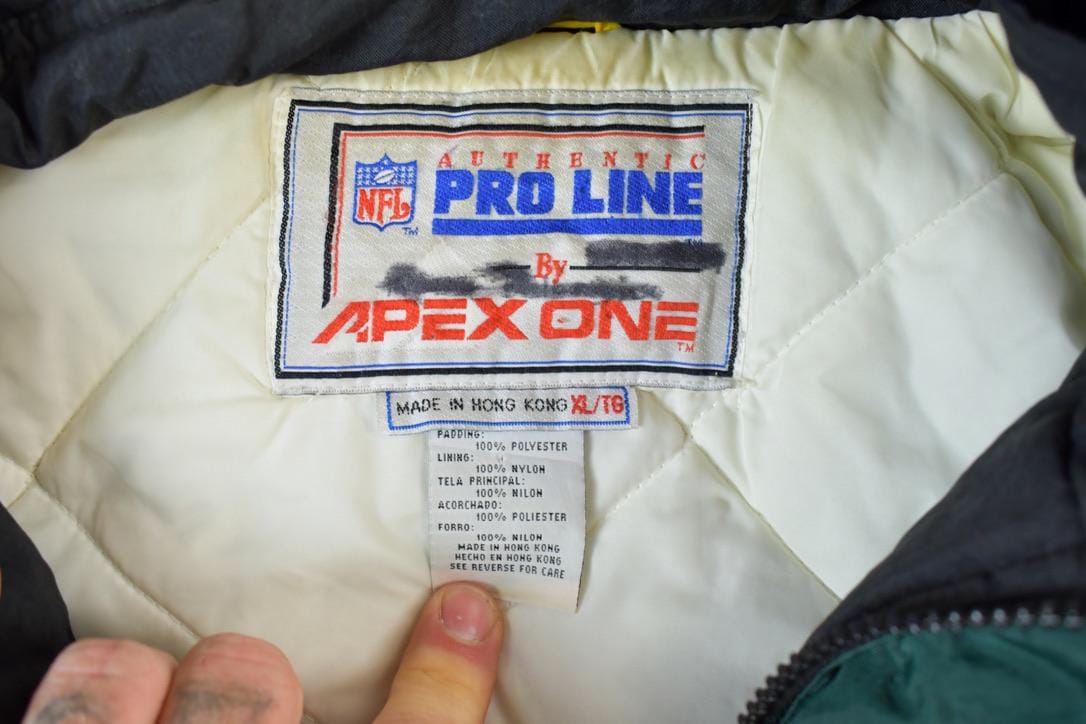 AUTHENTIC
NFL PRO LINE
TM
TM
By
APEX ONE
TM
MADE IN HONG KONG XL/TG
PADDING:
100% POLYESTER
LINING:
100% NYLON
TELA PRINCIPAL:
100% NILON
ACORCHADO:
100% POLIESTER
FORRO:
100% NILON
MADE IN HONG KONG
HECHO EN HONG KONG
SEE REVERSE FOR CARE